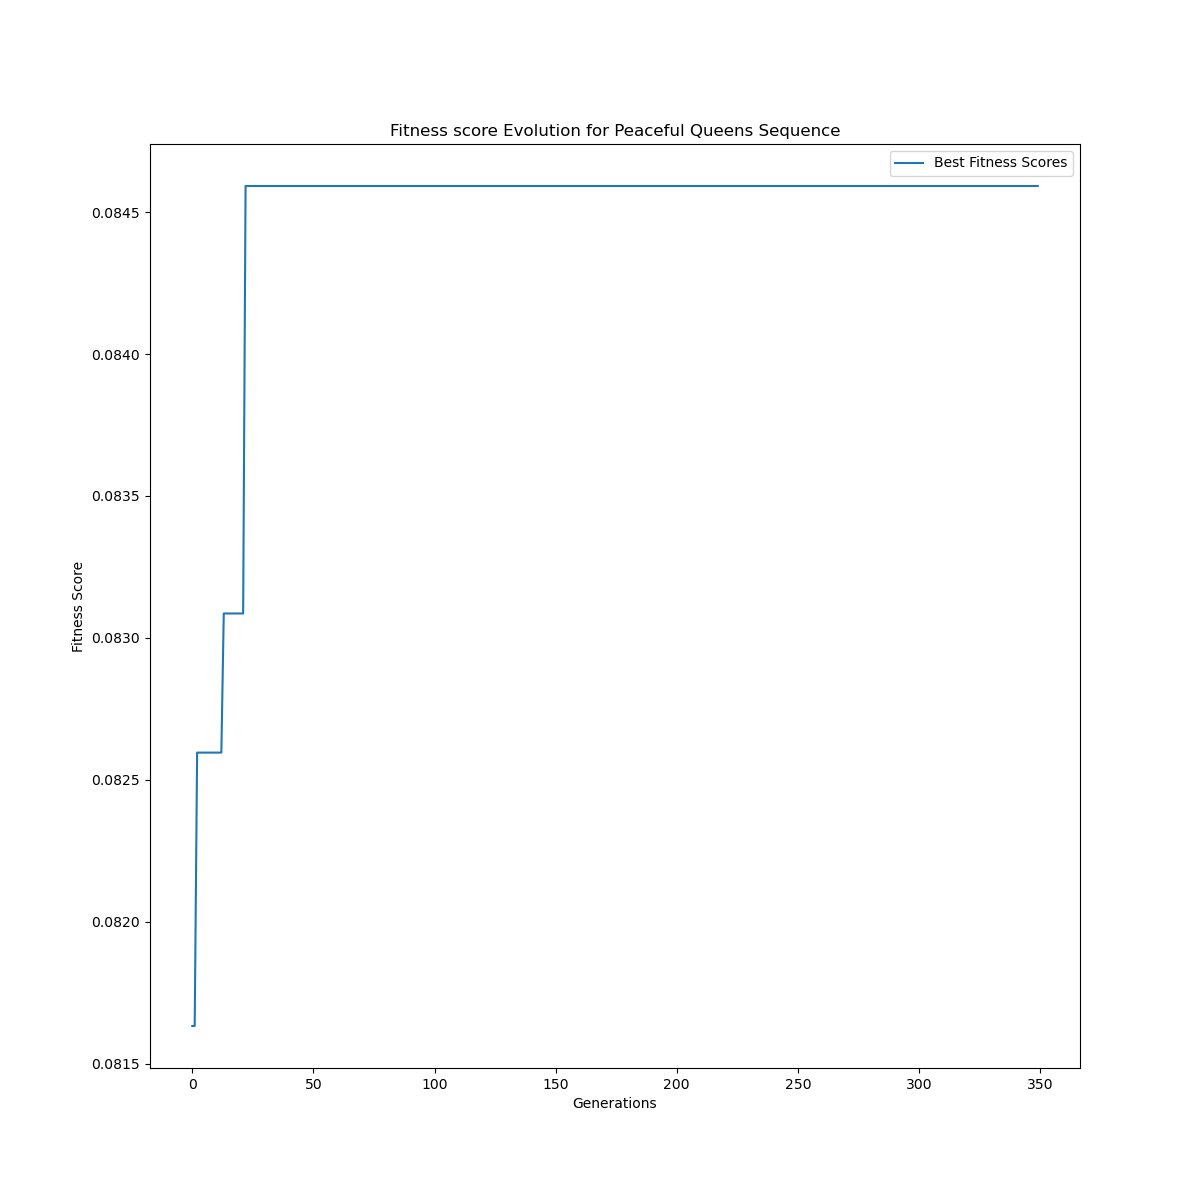 Fitness score Evolution for Peaceful Queens Sequence
Best Fitness Scores
0.0845
0.0840
0.0835
0.0830
0.0825
0.0820
0.0815
Fitness Score
0 50 100 150 200 250 300 350
Generations